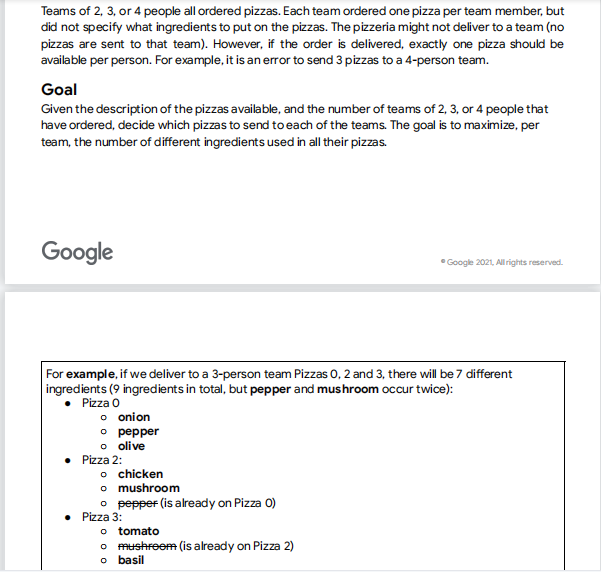 Teams of 2, 3, or 4 people all ordered pizzas. Each team ordered one pizza per team member, but
did not specify what ingredients to put on the pizzas. The pizzeria might not deliver to a team (no
pizzas are sent to that team). However, if the order is delivered, exactly one pizza should be
available per person. For example, it is an error to send 3 pizzas to a 4-person team.
Goal
Given the description of the pizzas available, and the number of teams of 2, 3, or 4 people that
have ordered, decide which pizzas to send to each of the teams. The goal is to maximize, per
team, the number of different ingredients used in all their pizzas.
Google
® Google 2021, All rights reserved.
For example, if we deliver to a 3-person team Pizzas 0, 2 and 3, there will be 7 different
ingredients (9 ingredients in total, but pepper and mushroom occur twice):
● Pizza 0
○ onion
○ pepper
○ olive
● Pizza 2:
○ chicken
○ mushroom
○ pepper (is already on Pizza 0)
● Pizza 3:
○ tomato
○ mushroom (is already on Pizza 2)
○ basil